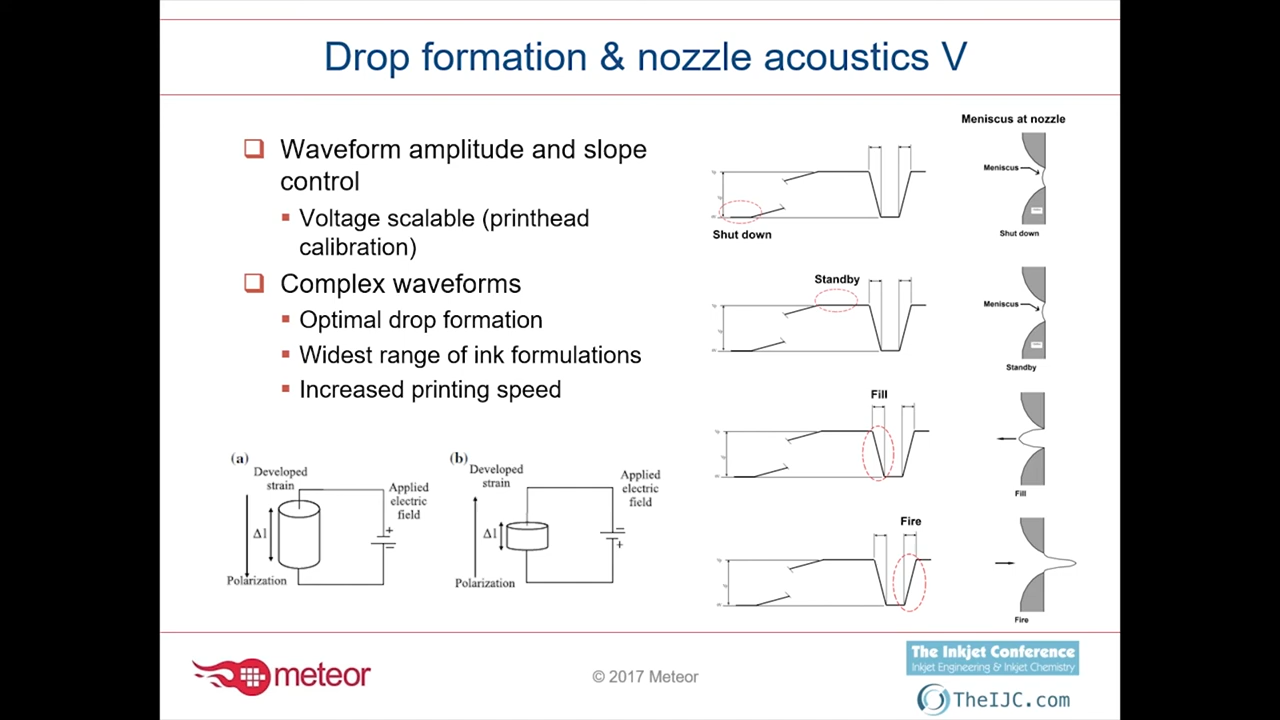 Drop formation & nozzle acoustics V
Waveform amplitude and slope
control
Voltage scalable (printhead
calibration)
Complex waveforms
Optimal drop formation
Widest range of ink formulations
Increased printing speed
(a)
Developed
strain
Applied
electric
field
Δl
+
Polarization
(b)
Developed
strain
Applied
electric
field
Δl
+
Polarization
Shut down
Meniscus at nozzle
Meniscus
Shut down
Standby
Meniscus
Standby
Fill
Fill
Fire
Fire
meteor
© 2017 Meteor
The Inkjet Conference
Inkjet Engineering & Inkjet Chemistry
TheIJC.com